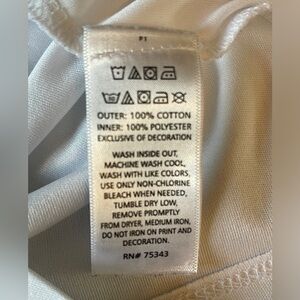 P1
OUTER: 100% COTTON
INNER: 100% POLYESTER
EXCLUSIVE OF DECORATION
WASH INSIDE OUT,
MACHINE WASH COOL,
WASH WITH LIKE COLORS,
USE ONLY NON-CHLORINE
BLEACH WHEN NEEDED,
TUMBLE DRY LOW,
REMOVE PROMPTLY
FROM DRYER, MEDIUM IRON,
DO NOT IRON ON PRINT AND
DECORATION.
RN# 75343